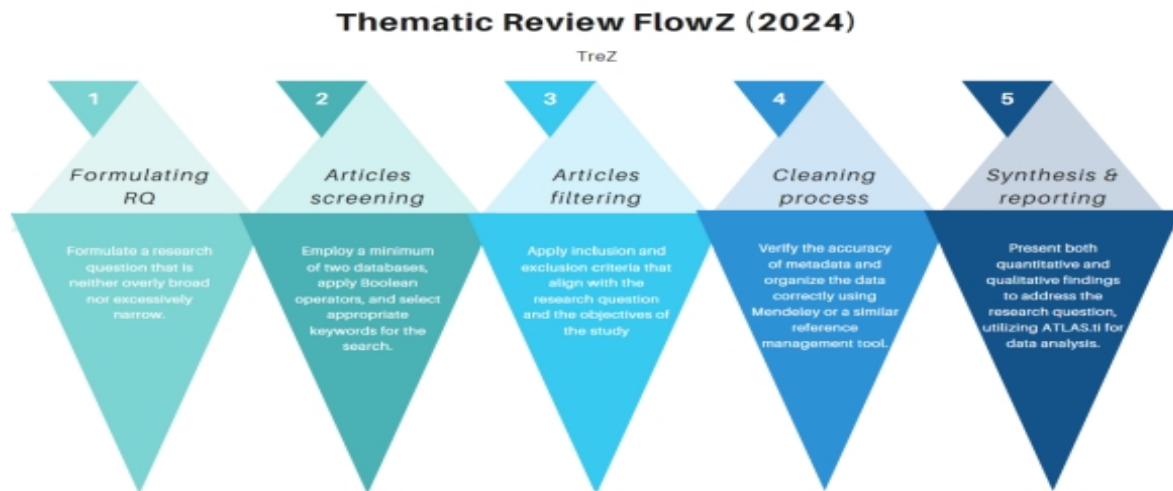 Thematic Review FlowZ (2024)
TreZ
1
Formulating
RQ
Formulate a research
question that is
neither overly broad
nor excessively
narrow.
2
Articles
screening
Employ a minimum
of two databases,
apply Boolean
operators, and select
appropriate
keywords for the
search.
3
Articles
filtering
Apply inclusion and
exclusion criteria that
align with the
research question
and the objectives of
the study
4
Cleaning
process
Verify the accuracy
of metadata and
organize the data
correctly using
Mendeley or a similar
reference
management tool.
5
Synthesis &
reporting
Present both
quantitative and
qualitative findings
to address the
research question,
utilizing ATLAS.ti for
data analysis.